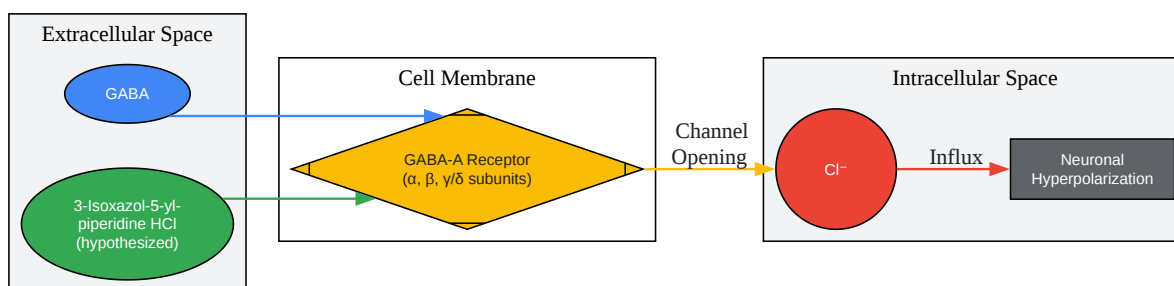 Extracellular Space
GABA
3-Isoxazol-5-yl-
piperidine HCl
(hypothesized)
Cell Membrane
GABA-A Receptor
(α, β, γ/δ subunits)
Channel
Opening
Intracellular Space
Cl⁻
Influx
Neuronal
Hyperpolarization